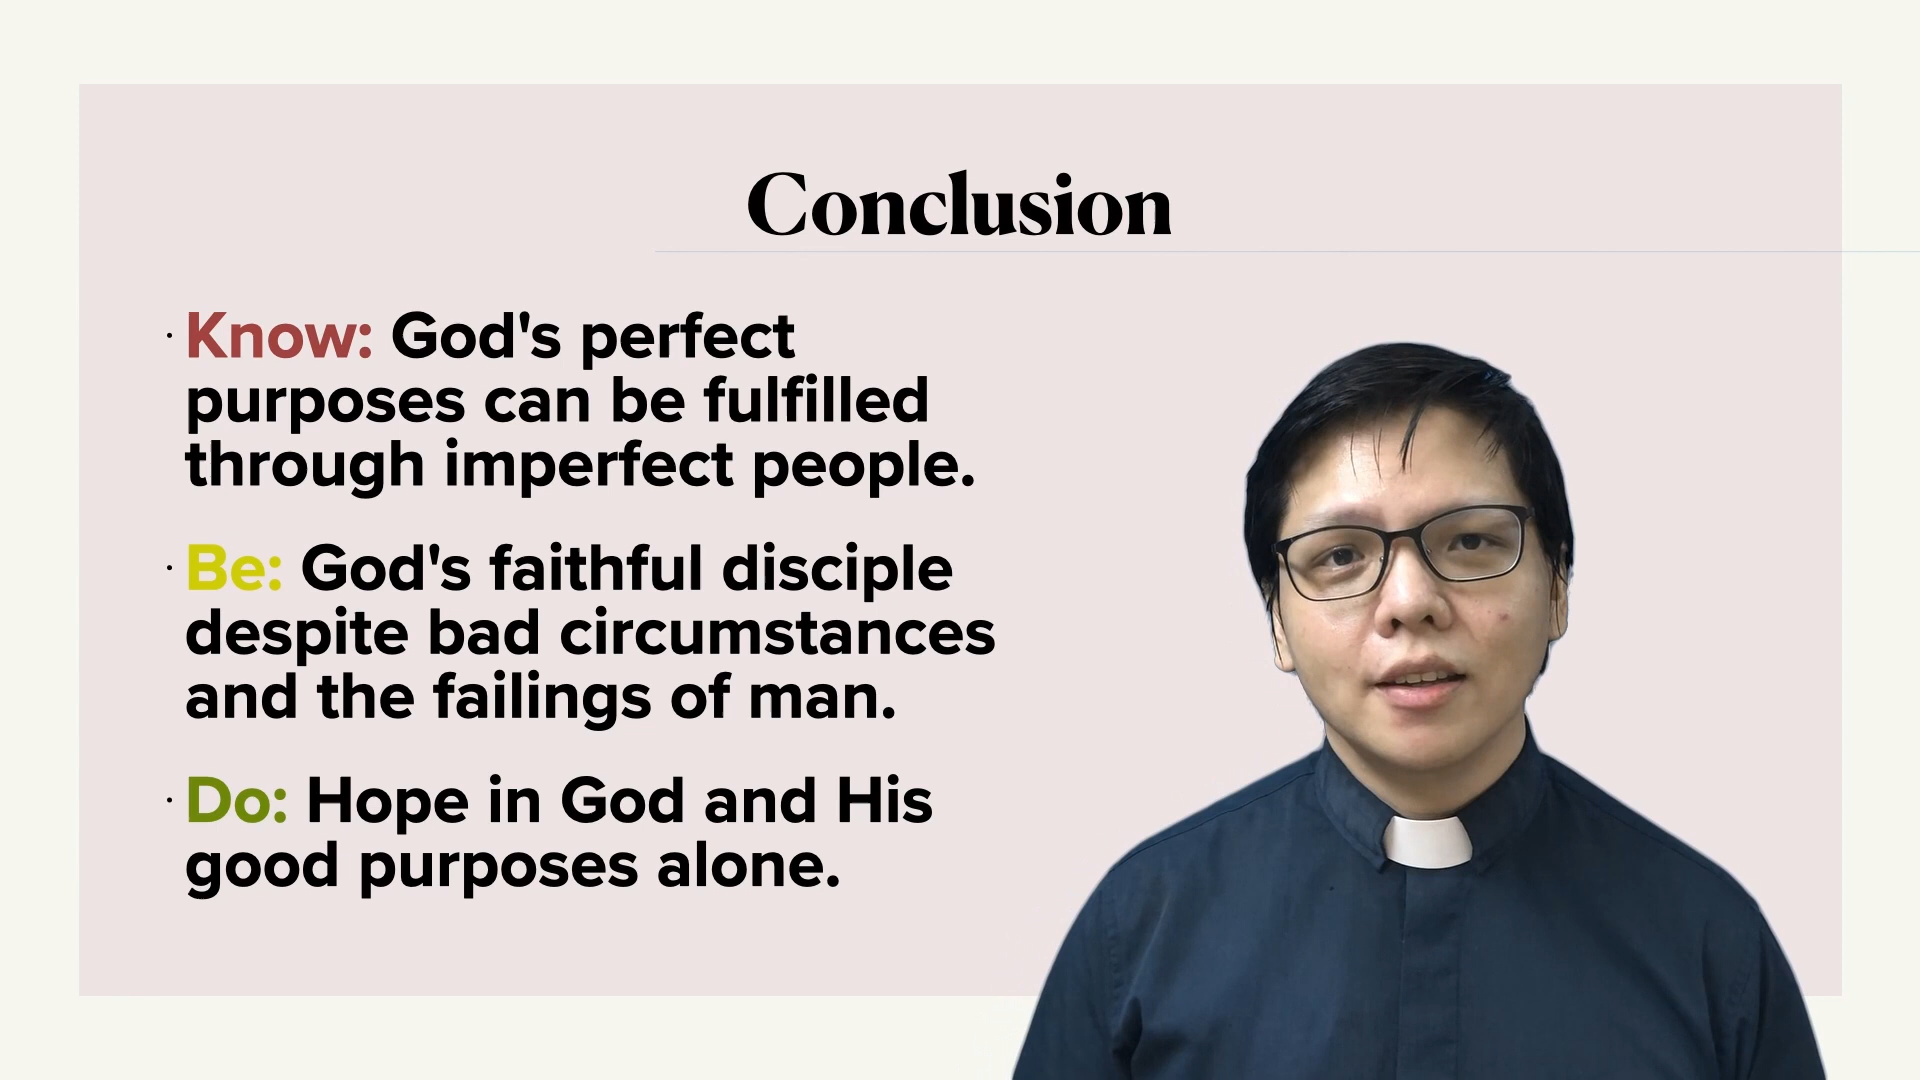 Conclusion
· Know: God's perfect
purposes can be fulfilled
through imperfect people.
· Be: God's faithful disciple
despite bad circumstances
and the failings of man.
· Do: Hope in God and His
good purposes alone.